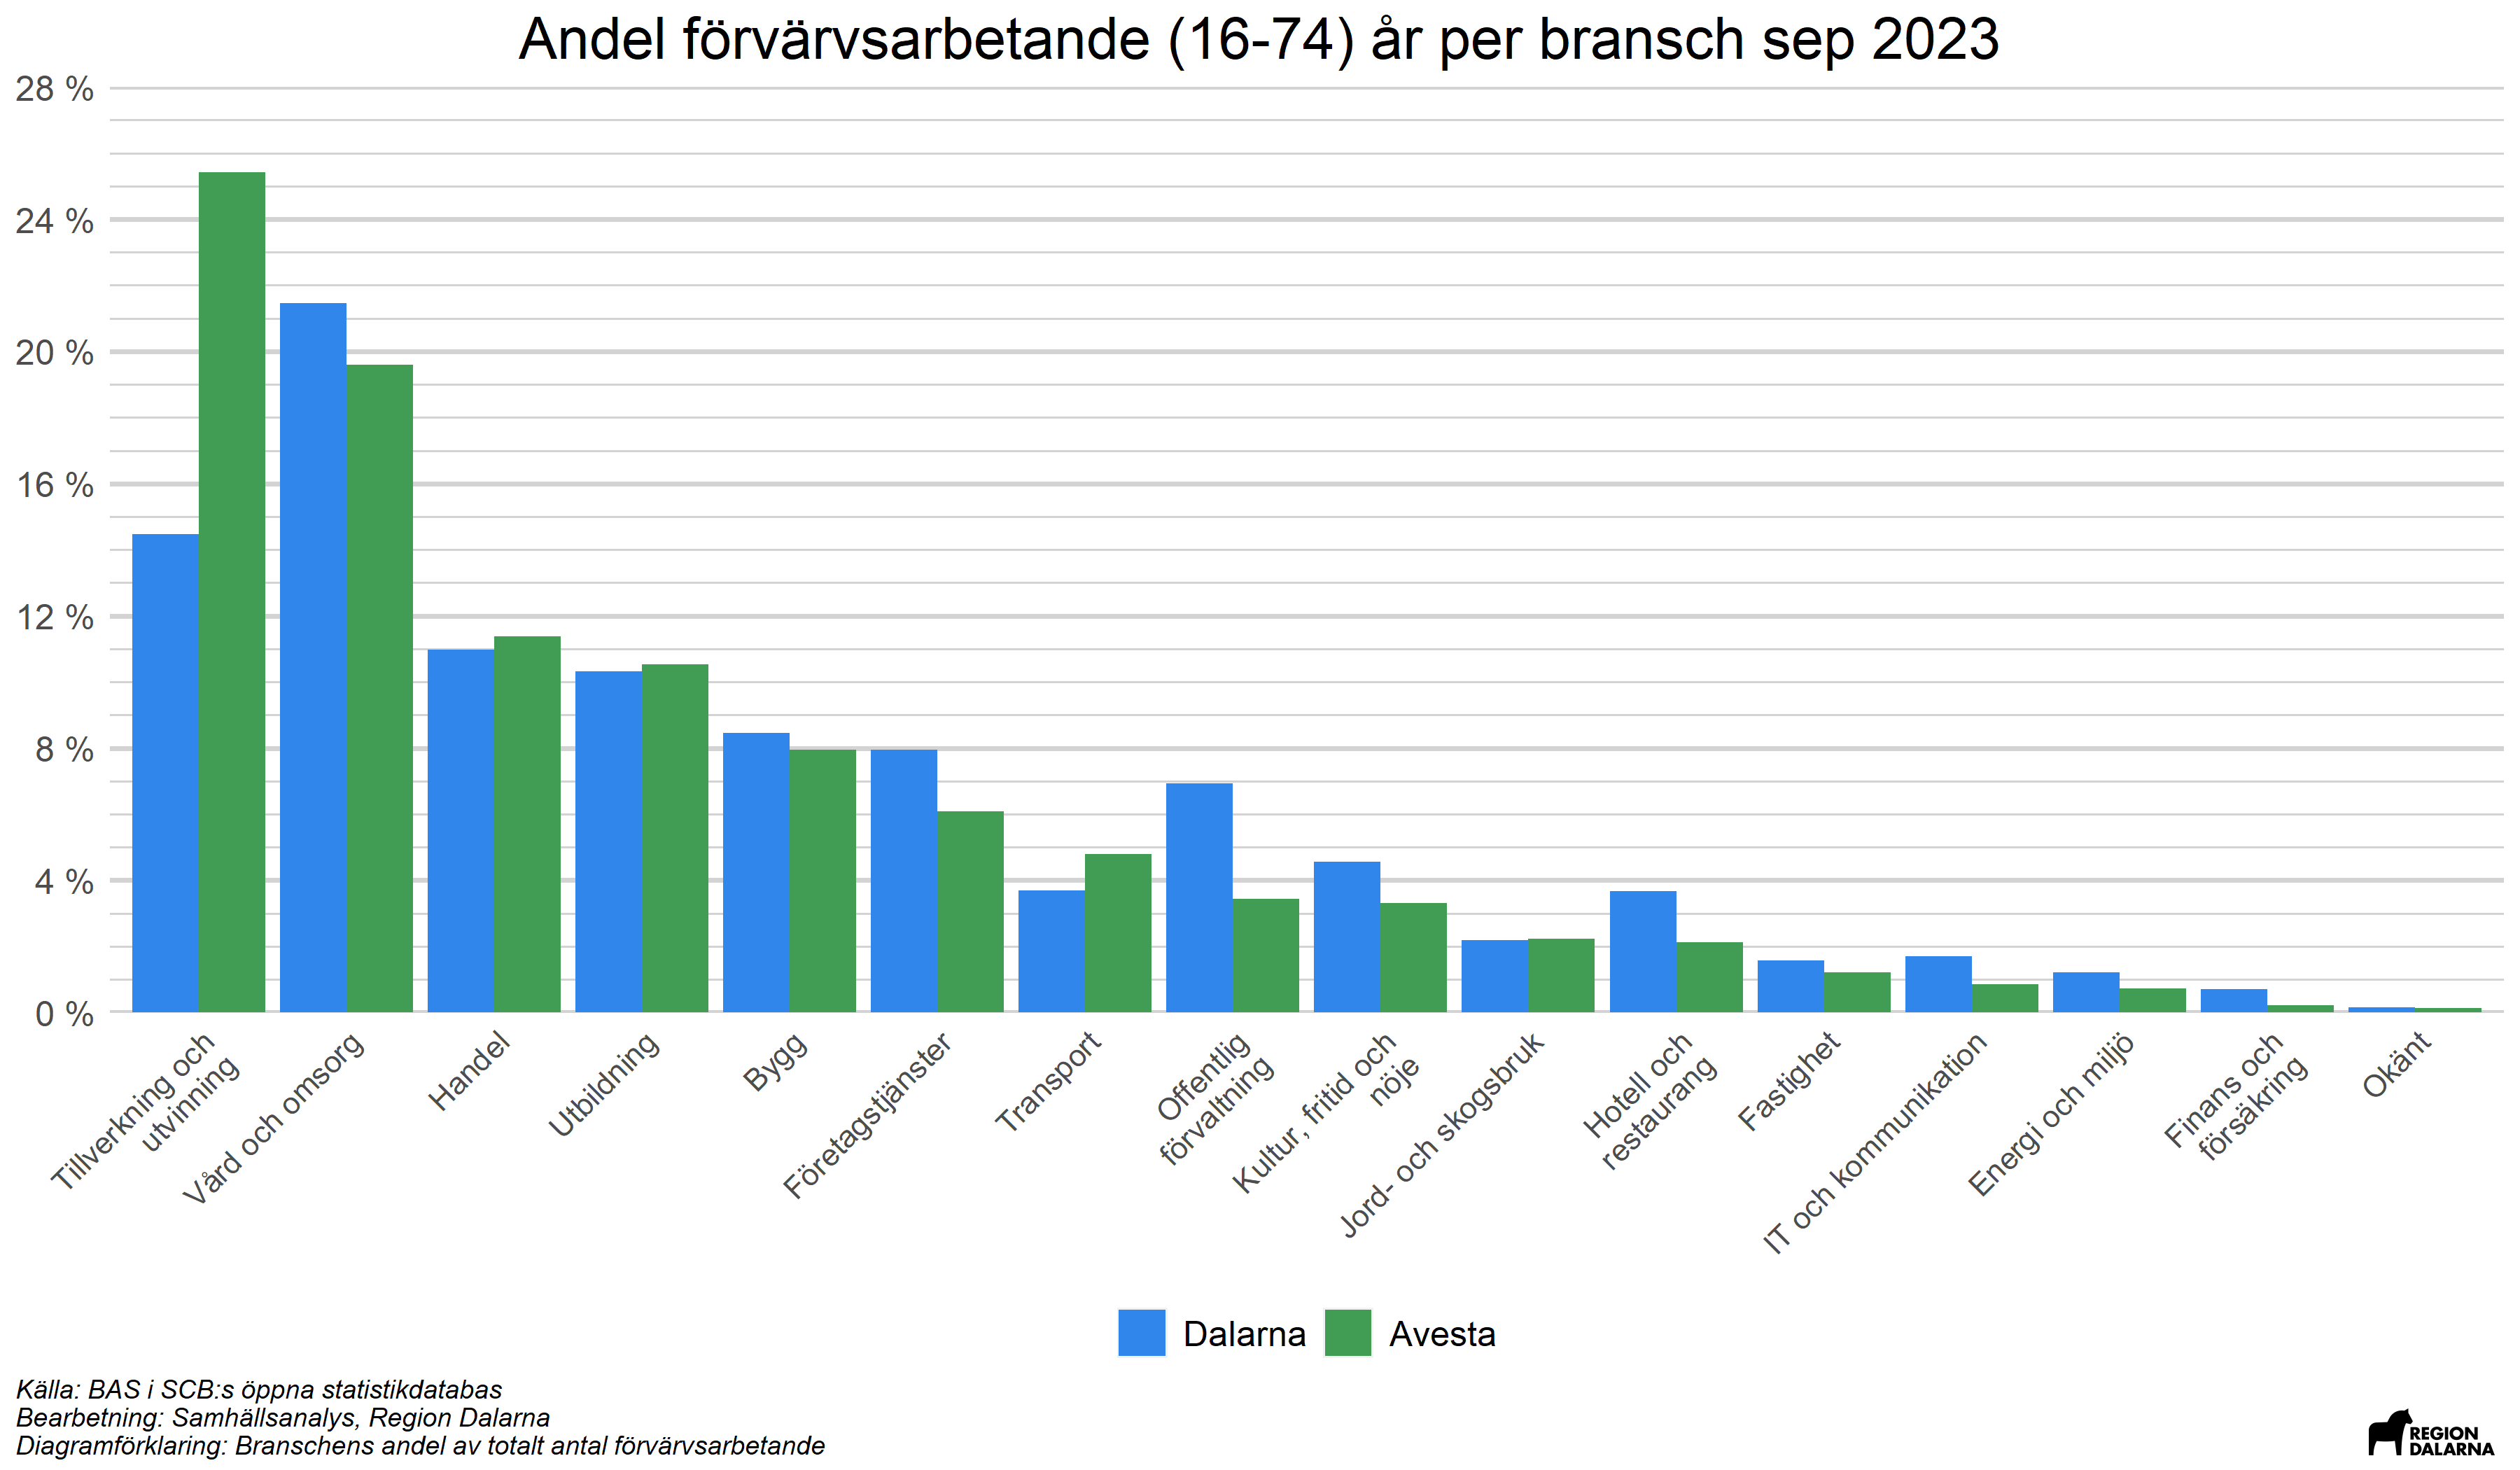 Andel förvärvsarbetande (16-74) år per bransch sep 2023
28 %
24 %
20 %
16 %
12 %
8 %
4 %
0 %
Tillverkning och
utvinning
Vård och omsorg
Handel
Utbildning
Bygg
Företagstjänster
Transport
Offentlig
förvaltning
Kultur, fritid och
nöje
Jord- och skogsbruk
Hotell och
restaurang
Fastighet
IT och kommunikation
Energi och miljö
Finans och
försäkring
Okänt
Dalarna
Avesta
Källa: BAS i SCB:s öppna statistikdatabas
Bearbetning: Samhällsanalys, Region Dalarna
Diagramförklaring: Branschens andel av totalt antal förvärvsarbetande
REGION
DALARNA